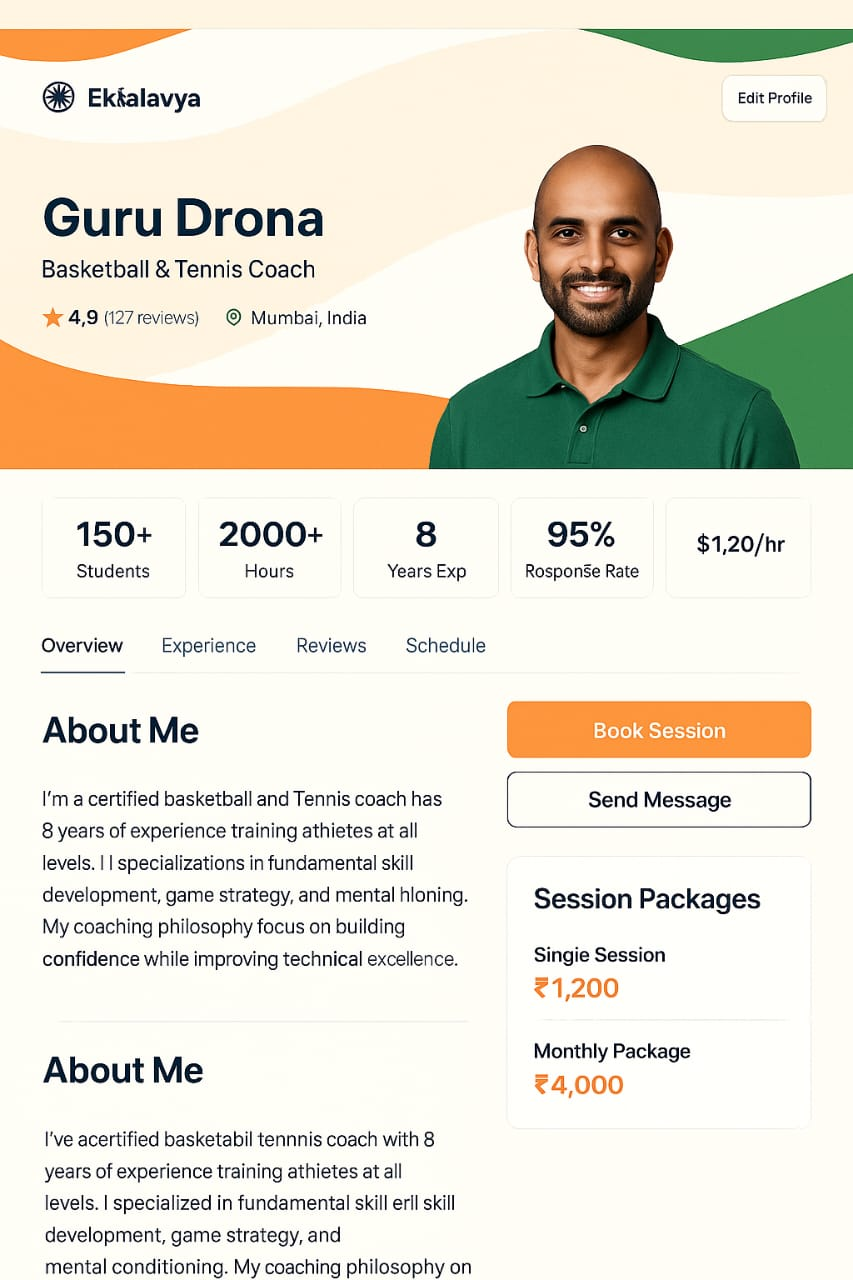 Ekalavya
Edit Profile
Guru Drona
Basketball & Tennis Coach
4,9 (127 reviews)
Mumbai, India
150+
Students
2000+
Hours
8
Years Exp
95%
Rosponse Rate
$1,20/hr
Overview
Experience
Reviews
Schedule
About Me
I'm a certified basketball and Tennis coach has
8 years of experience training athietes at all
levels. I I specializations in fundamental skill
development, game strategy, and mental hloning.
My coaching philosophy focus on building
confidence while improving technical excellence.
Book Session
Send Message
Session Packages
Singie Session
₹1,200
Monthly Package
₹4,000
About Me
I've acertified basketabil tennnis coach with 8
years of experience training athietes at all
levels. I specialized in fundamental skill erll skill
development, game strategy, and
mental conditioning. My coaching philosophy on